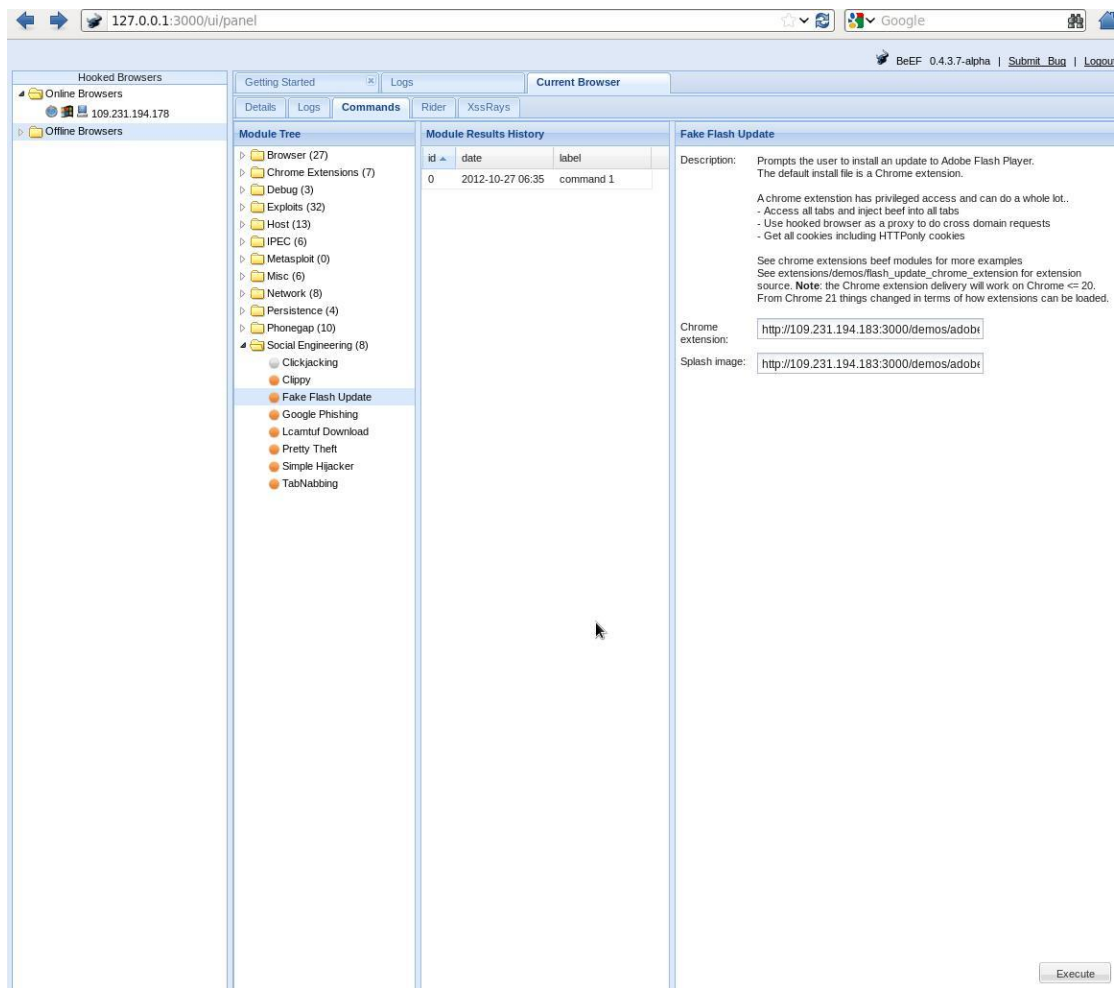 127.0.0.1:3000/ui/panel
Google
BeEF 0.4.3.7-alpha | Submit Bug | Logout
Hooked Browsers
Online Browsers
109.231.194.178
Offline Browsers
Getting Started
Logs
Current Browser
Details
Logs
Commands
Rider
XssRays
Module Tree
Browser (27)
Chrome Extensions (7)
Debug (3)
Exploits (32)
Host (13)
IPEC (6)
Metasploit (0)
Misc (6)
Network (8)
Persistence (4)
Phonegap (10)
Social Engineering (8)
Clickjacking
Clippy
Fake Flash Update
Google Phishing
Lcamtuf Download
Pretty Theft
Simple Hijacker
TabNabbing
Module Results History
id date label
0 2012-10-27 06:35 command 1
Fake Flash Update
Description: Prompts the user to install an update to Adobe Flash Player.
The default install file is a Chrome extension.
A chrome extenstion has privileged access and can do a whole lot..
- Access all tabs and inject beef into all tabs
- Use hooked browser as a proxy to do cross domain requests
- Get all cookies including HTTPonly cookies
See chrome extensions beef modules for more examples
See extensions/demos/flash_update_chrome_extension for extension
source. Note: the Chrome extension delivery will work on Chrome <= 20.
From Chrome 21 things changed in terms of how extensions can be loaded.
Chrome extension: http://109.231.194.183:3000/demos/adobe
Splash image: http://109.231.194.183:3000/demos/adobe
Execute